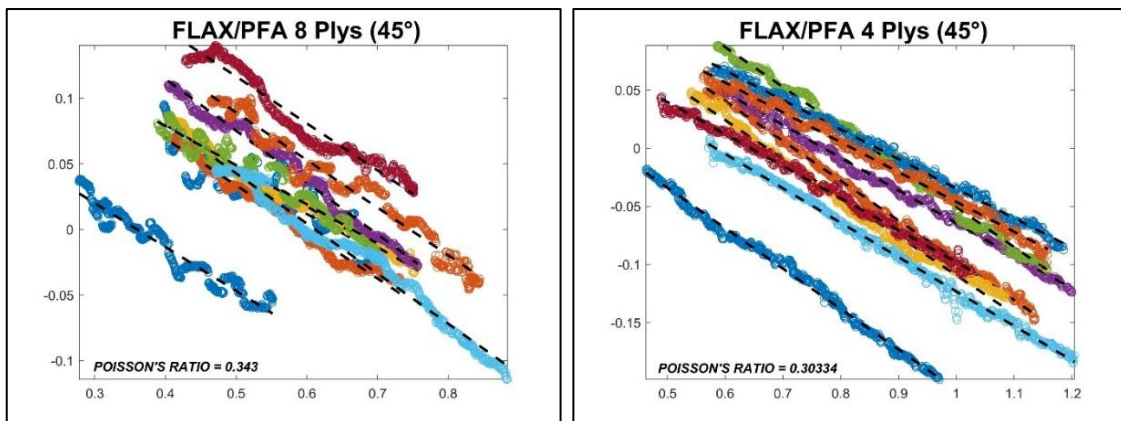 FLAX/PFA 8 Plys (45°)
0.1
0.05
0
-0.05
-0.1
POISSON'S RATIO = 0.343
0.3 0.4 0.5 0.6 0.7 0.8
FLAX/PFA 4 Plys (45°)
0.05
0
-0.05
-0.1
-0.15
POISSON'S RATIO = 0.30334
0.5 0.6 0.7 0.8 0.9 1 1.1 1.2